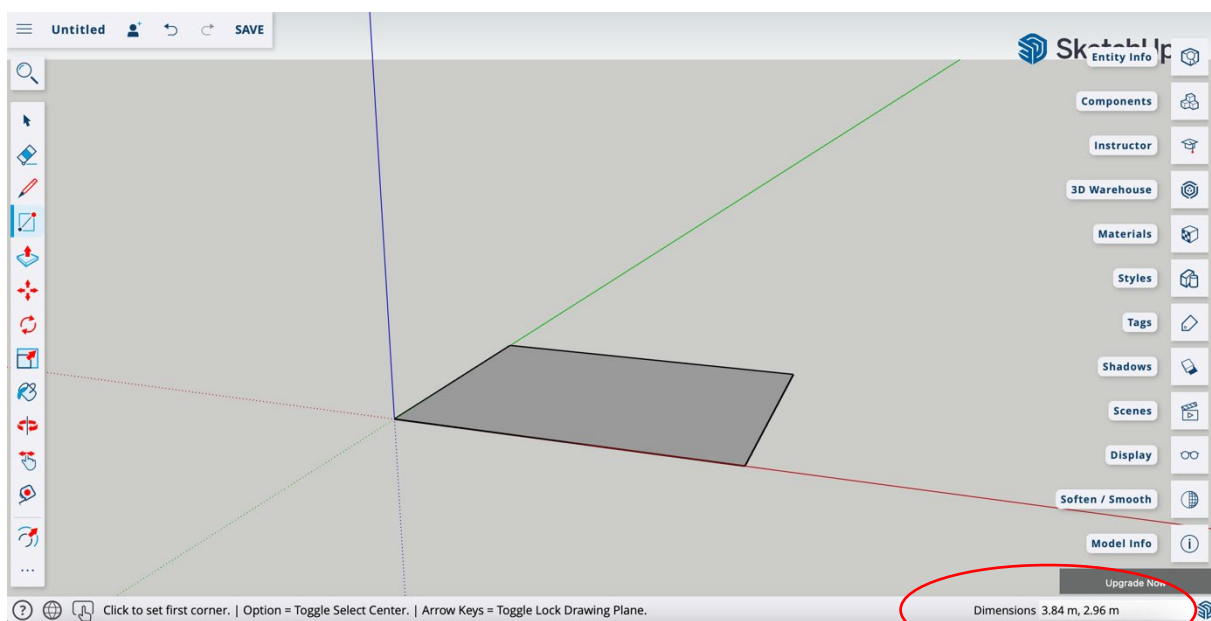 Untitled SAVE
SketchUp
Entity Info
Components
Instructor
3D Warehouse
Materials
Styles
Tags
Shadows
Scenes
Display
Soften / Smooth
Model Info
Upgrade Now
Click to set first corner. | Option = Toggle Select Center. | Arrow Keys = Toggle Lock Drawing Plane. Dimensions 3.84 m, 2.96 m